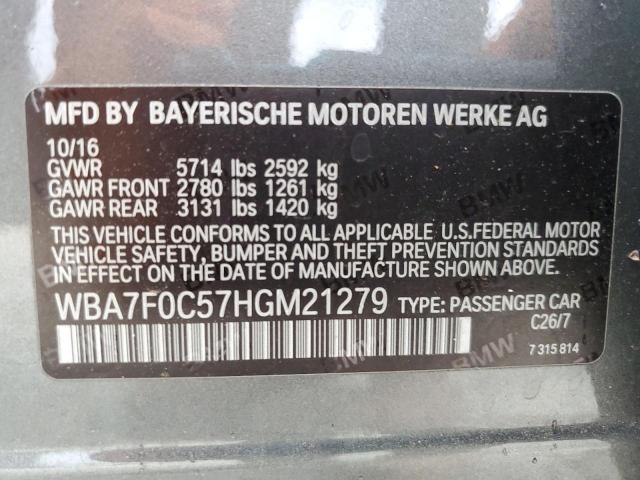 MFD BY BAYERISCHE MOTOREN WERKE AG
10/16
GVWR 5714 lbs 2592 kg
GAWR FRONT 2780 lbs 1261 kg
GAWR REAR 3131 lbs 1420 kg
THIS VEHICLE CONFORMS TO ALL APPLICABLE U.S.FEDERAL MOTOR
VEHICLE SAFETY, BUMPER AND THEFT PREVENTION STANDARDS
IN EFFECT ON THE DATE OF MANUFACTURE SHOWN ABOVE.
WBA7F0C57HGM21279 TYPE: PASSENGER CAR
C26/7
7 315 814